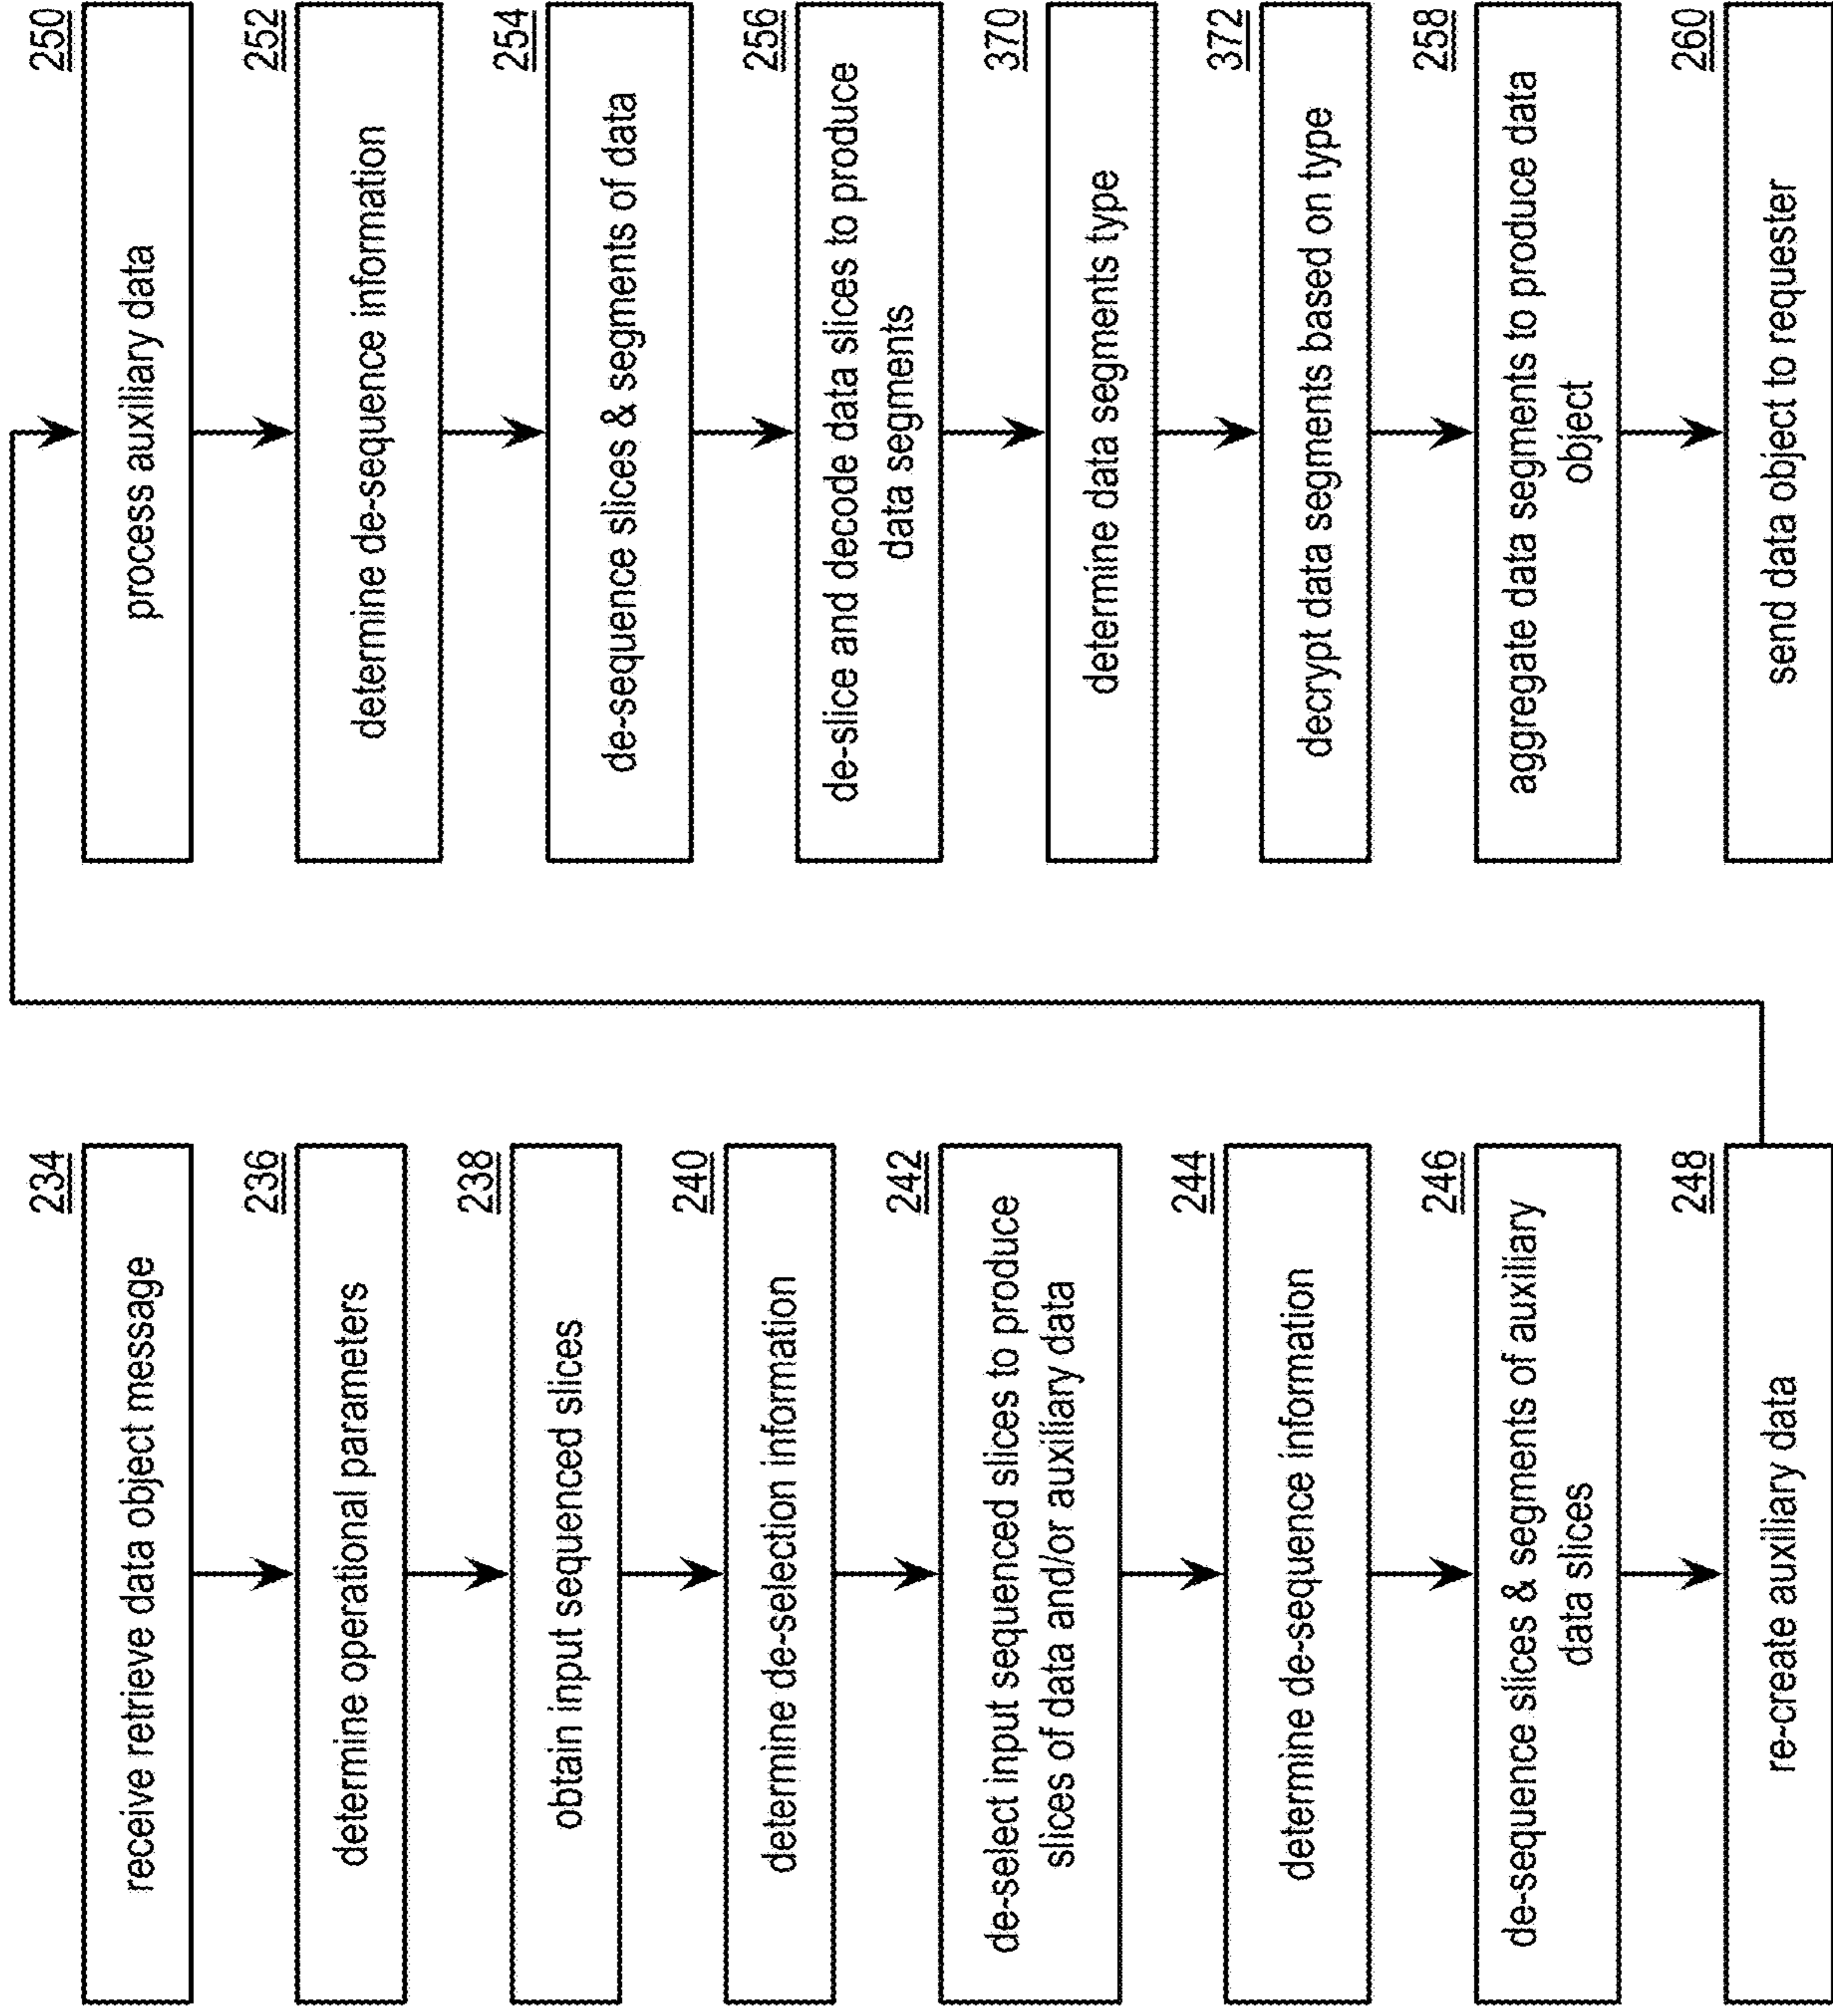 234
receive retrieve data object message
236
determine operational parameters
238
obtain input sequenced slices
240
determine de-selection information
242
de-select input sequenced slices to produce
slices of data and/or auxiliary data
244
determine de-sequence information
246
de-sequence slices & segments of auxiliary
data slices
248
re-create auxiliary data
250
process auxiliary data
252
determine de-sequence information
254
de-sequence slices & segments of data
256
de-slice and decode data slices to produce
data segments
370
determine data segments type
372
decrypt data segments based on type
258
aggregate data segments to produce data
object
260
send data object to requester